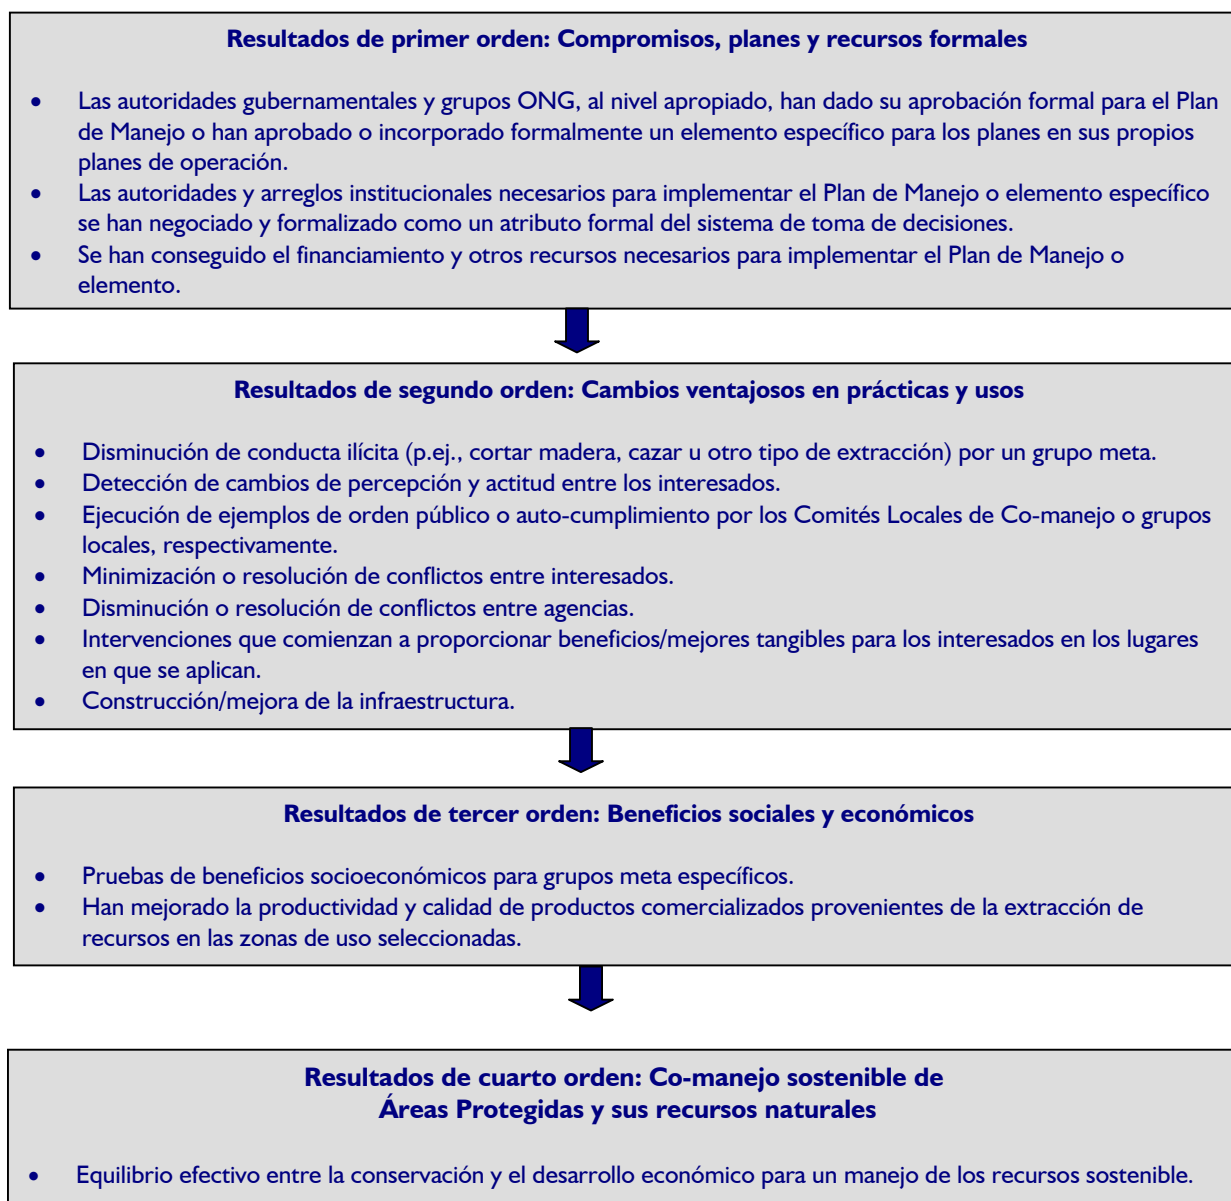 Resultados de primer orden: Compromisos, planes y recursos formales
• Las autoridades gubernamentales y grupos ONG, al nivel apropiado, han dado su aprobación formal para el Plan
de Manejo o han aprobado o incorporado formalmente un elemento específico para los planes en sus propios
planes de operación.
• Las autoridades y arreglos institucionales necesarios para implementar el Plan de Manejo o elemento específico
se han negociado y formalizado como un atributo formal del sistema de toma de decisiones.
• Se han conseguido el financiamiento y otros recursos necesarios para implementar el Plan de Manejo o
elemento.
Resultados de segundo orden: Cambios ventajosos en prácticas y usos
• Disminución de conducta ilícita (p.ej., cortar madera, cazar u otro tipo de extracción) por un grupo meta.
• Detección de cambios de percepción y actitud entre los interesados.
• Ejecución de ejemplos de orden público o auto-cumplimiento por los Comités Locales de Co-manejo o grupos
locales, respectivamente.
• Minimización o resolución de conflictos entre interesados.
• Disminución o resolución de conflictos entre agencias.
• Intervenciones que comienzan a proporcionar beneficios/mejores tangibles para los interesados en los lugares
en que se aplican.
• Construcción/mejora de la infraestructura.
Resultados de tercer orden: Beneficios sociales y económicos
• Pruebas de beneficios socioeconómicos para grupos meta específicos.
• Han mejorado la productividad y calidad de productos comercializados provenientes de la extracción de
recursos en las zonas de uso seleccionadas.
Resultados de cuarto orden: Co-manejo sostenible de
Áreas Protegidas y sus recursos naturales
• Equilibrio efectivo entre la conservación y el desarrollo económico para un manejo de los recursos sostenible.